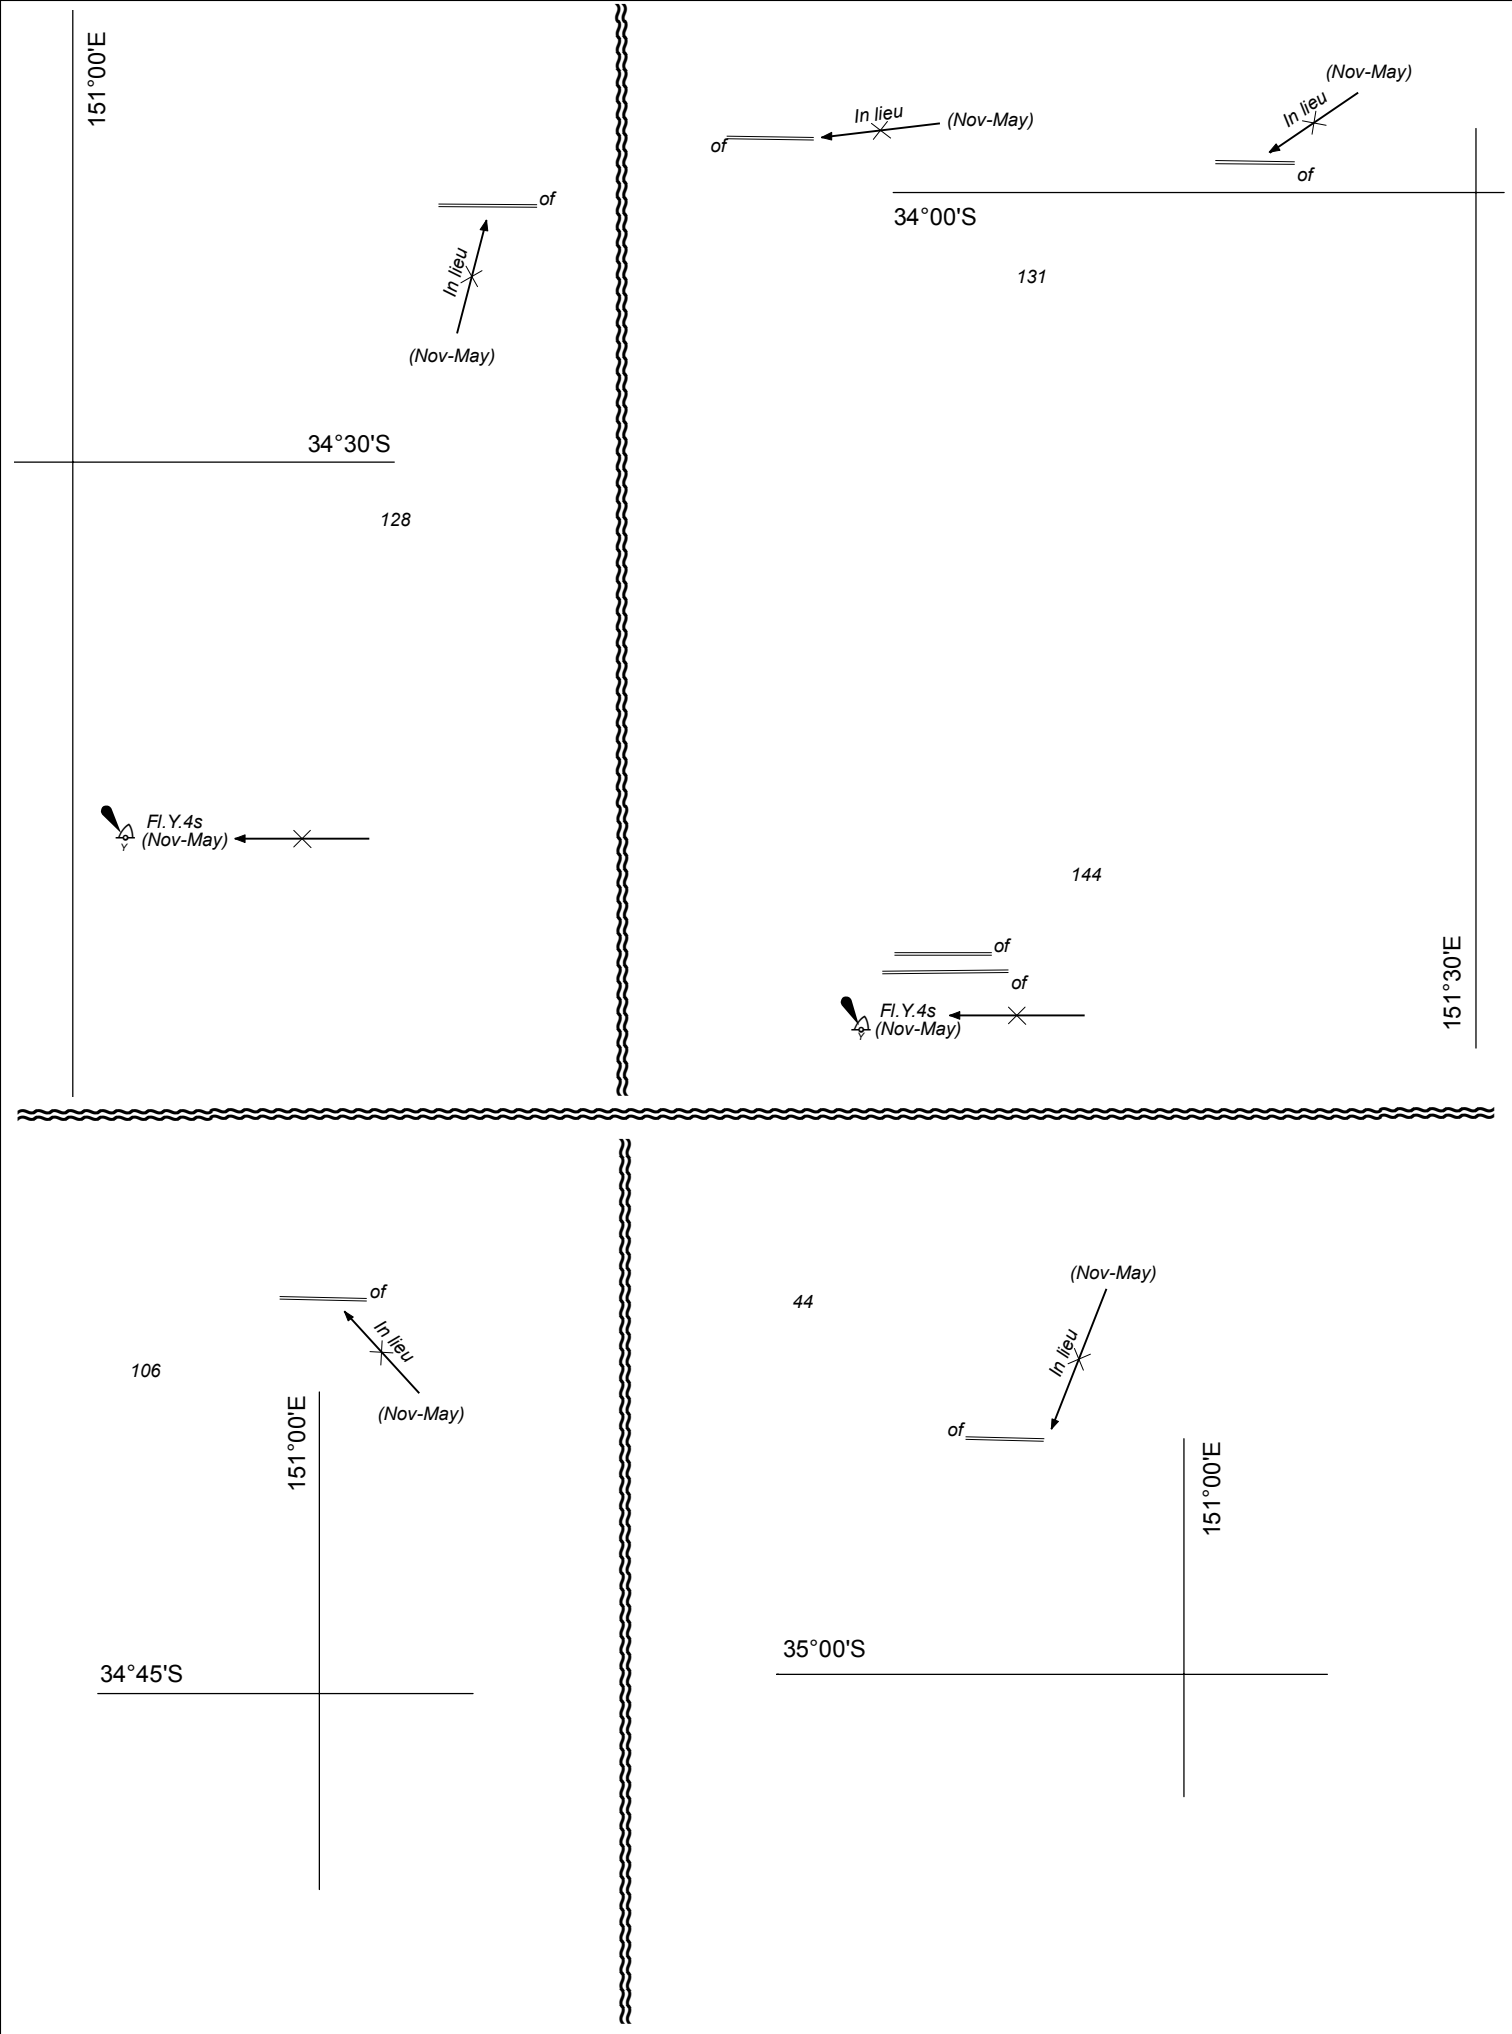 151°00'E
of
In lieu
(Nov-May)
34°30'S
128
Fl.Y.4s
(Nov-May)
Y
(Nov-May)
In lieu
of
In lieu
(Nov-May)
of
34°00'S
131
144
of
of
Fl.Y.4s
(Nov-May)
Y
151°30'E
of
In lieu
106
(Nov-May)
151°00'E
34°45'S
(Nov-May)
44
In lieu
of
151°00'E
35°00'S